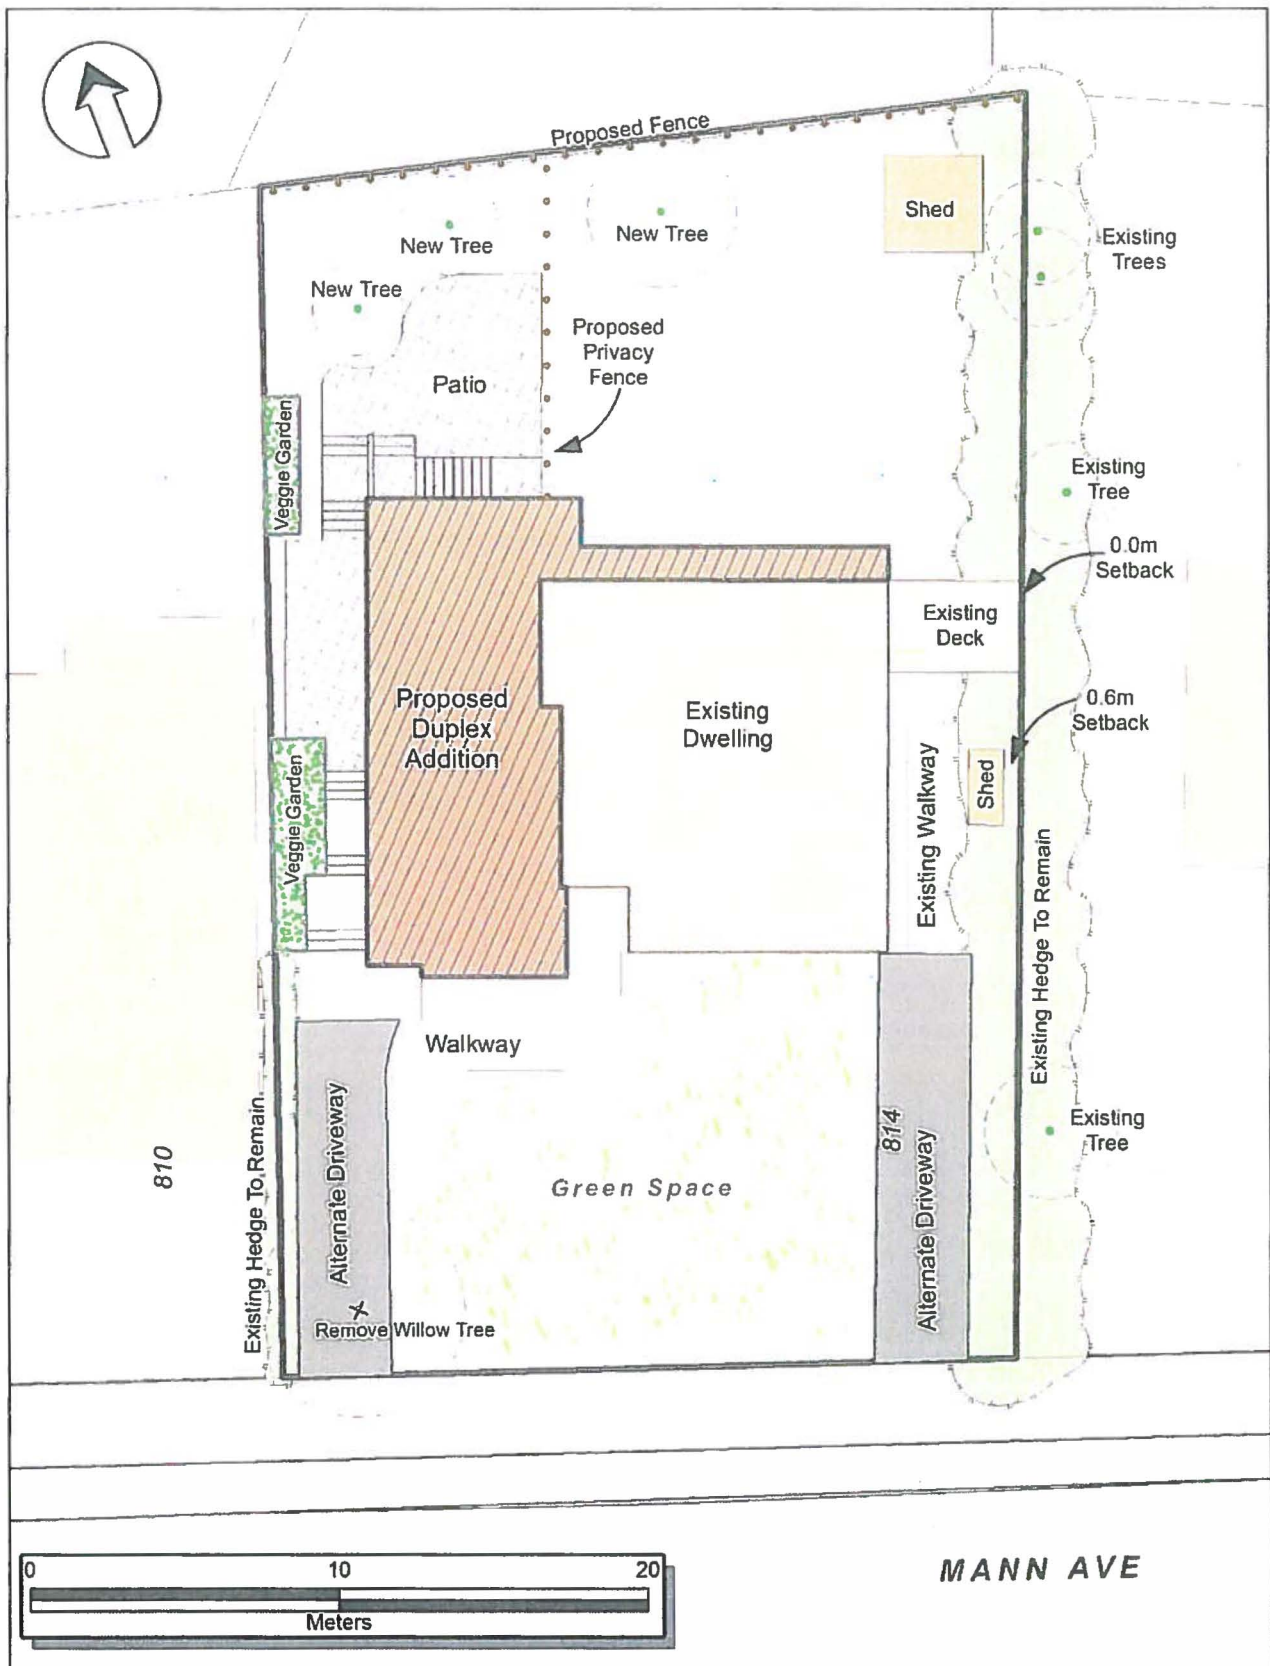 Proposed Fence
New Tree
New Tree
New Tree
Shed
Existing
Trees
Proposed
Privacy
Fence
Patio
Veggie Garden
Existing
Tree
0.0m
Setback
Existing
Deck
Proposed
Duplex
Addition
Existing
Dwelling
0.6m
Setback
Veggie Garden
Existing Walkway
Shed
Existing Hedge To Remain
Walkway
Existing Hedge To Remain
810
Alternate Driveway
Green Space
814
Alternate Driveway
Existing
Tree
Remove Willow Tree
MANN AVE
0 10 20
Meters